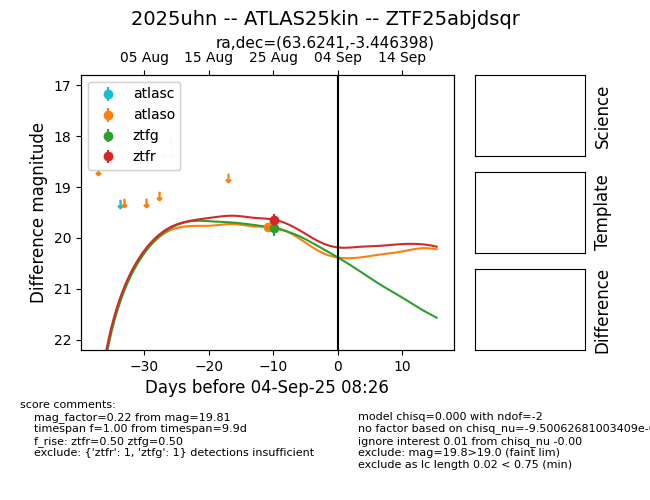 2025uhn -- ATLAS25kin -- ZTF25abjdsqr
ra,dec=(63.6241,-3.446398)
05 Aug 15 Aug 25 Aug 04 Sep 14 Sep
atlasc
atlaso
ztfg
ztfr
17
18
19
20
21
22
Difference magnitude
−30 −20 −10 0 10
Days before 04-Sep-25 08:26
Science
Template
Difference
score comments:
mag_factor=0.22 from mag=19.81
timespan f=1.00 from timespan=9.9d
f_rise: ztfr=0.50 ztfg=0.50
exclude: {'ztfr': 1, 'ztfg': 1} detections insufficient
model chisq=0.000 with ndof=-2
no factor based on chisq_nu=-9.50062681003409e-
ignore interest 0.01 from chisq_nu -0.00
exclude: mag=19.8>19.0 (faint lim)
exclude as lc length 0.02 < 0.75 (min)